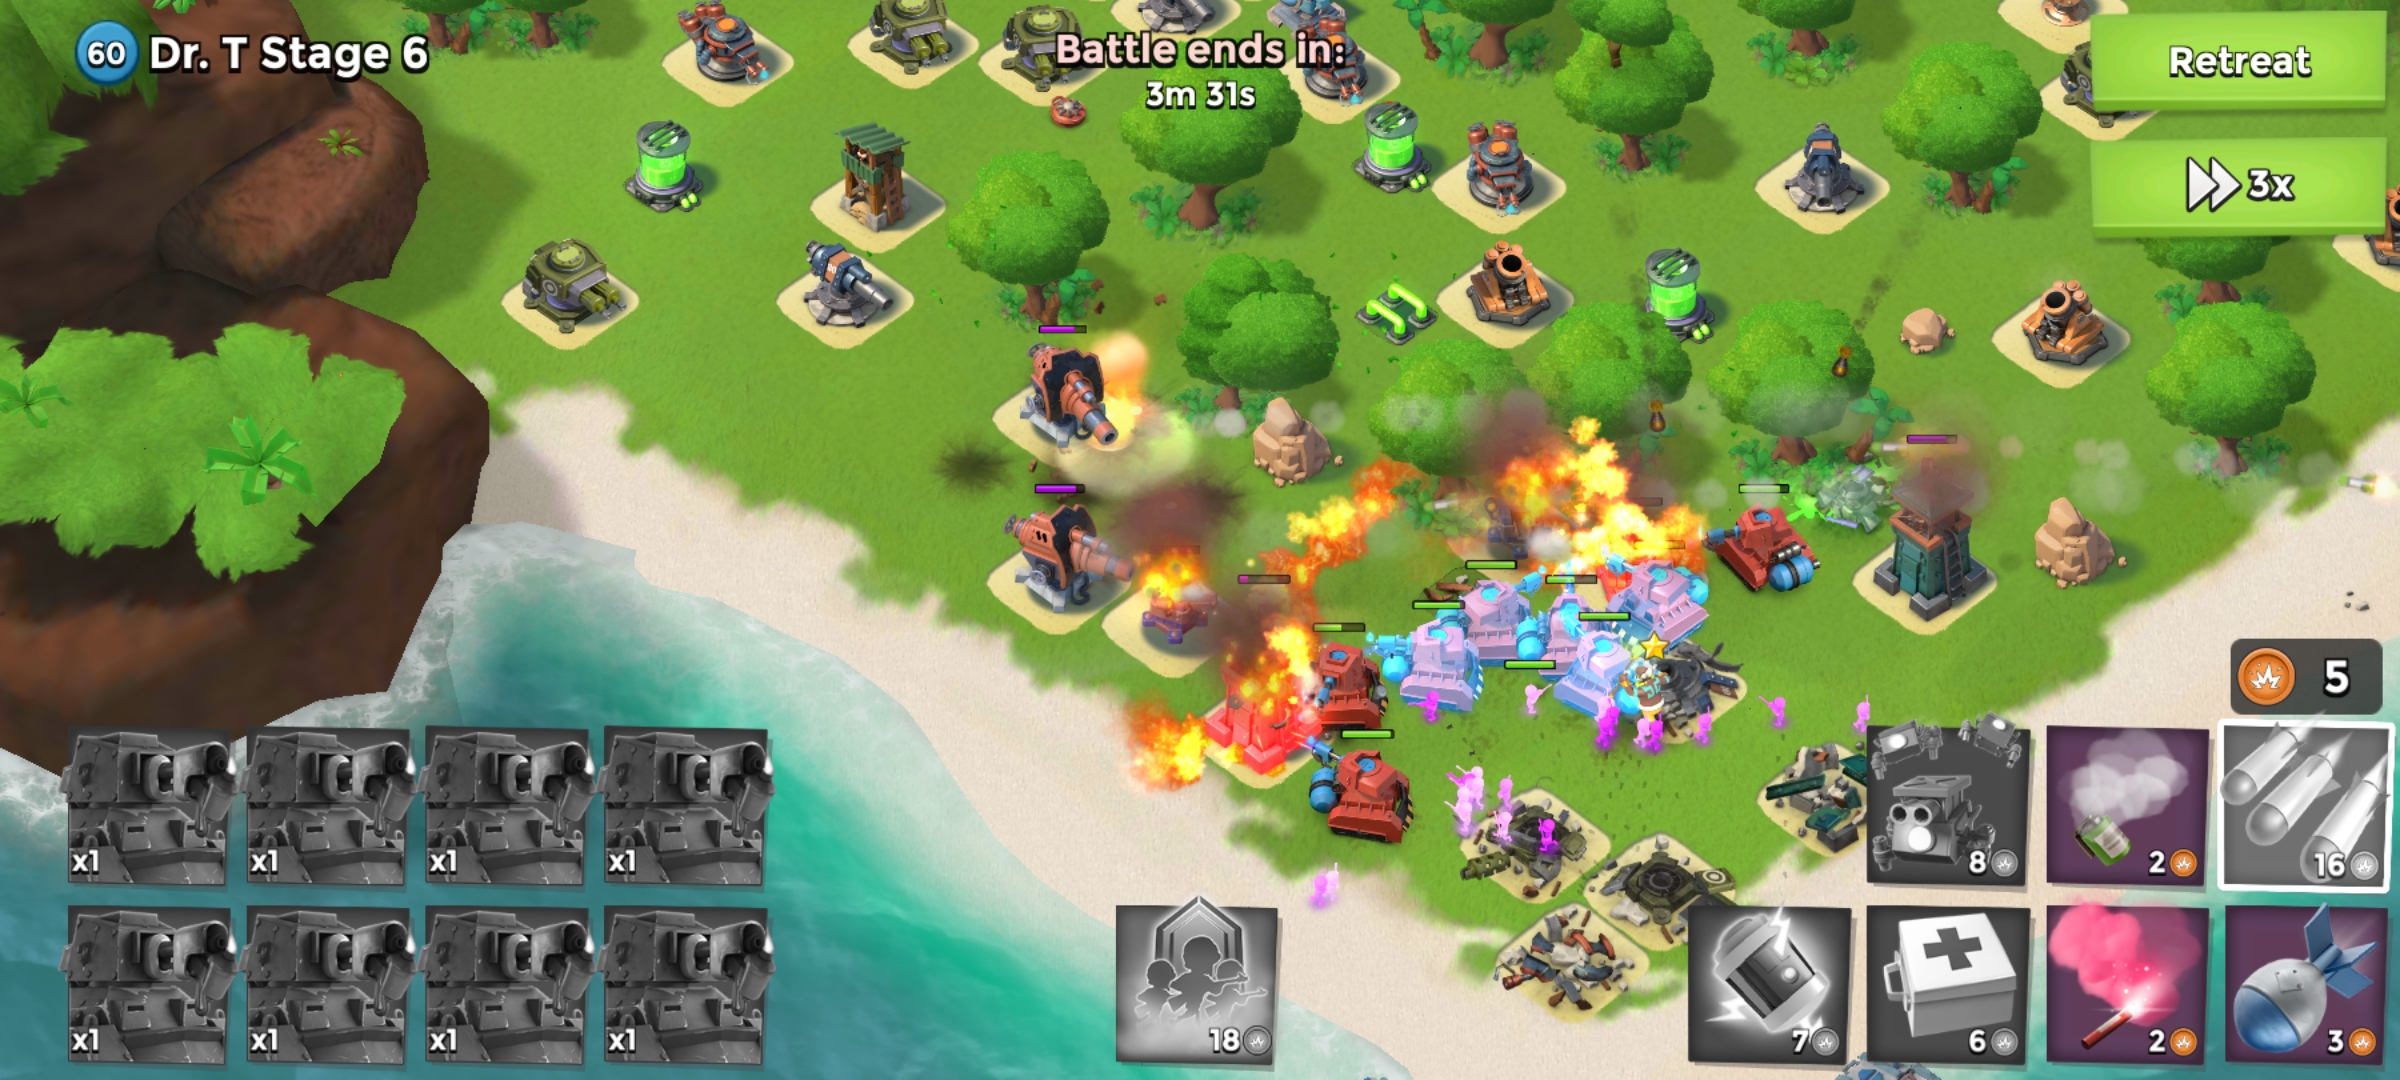 60 Dr. T Stage 6
Battle ends in:
3m 31s
Retreat
3x
5
x1 x1 x1 x1
8 2 16
x1 x1 x1 x1
18 7 6 2 3